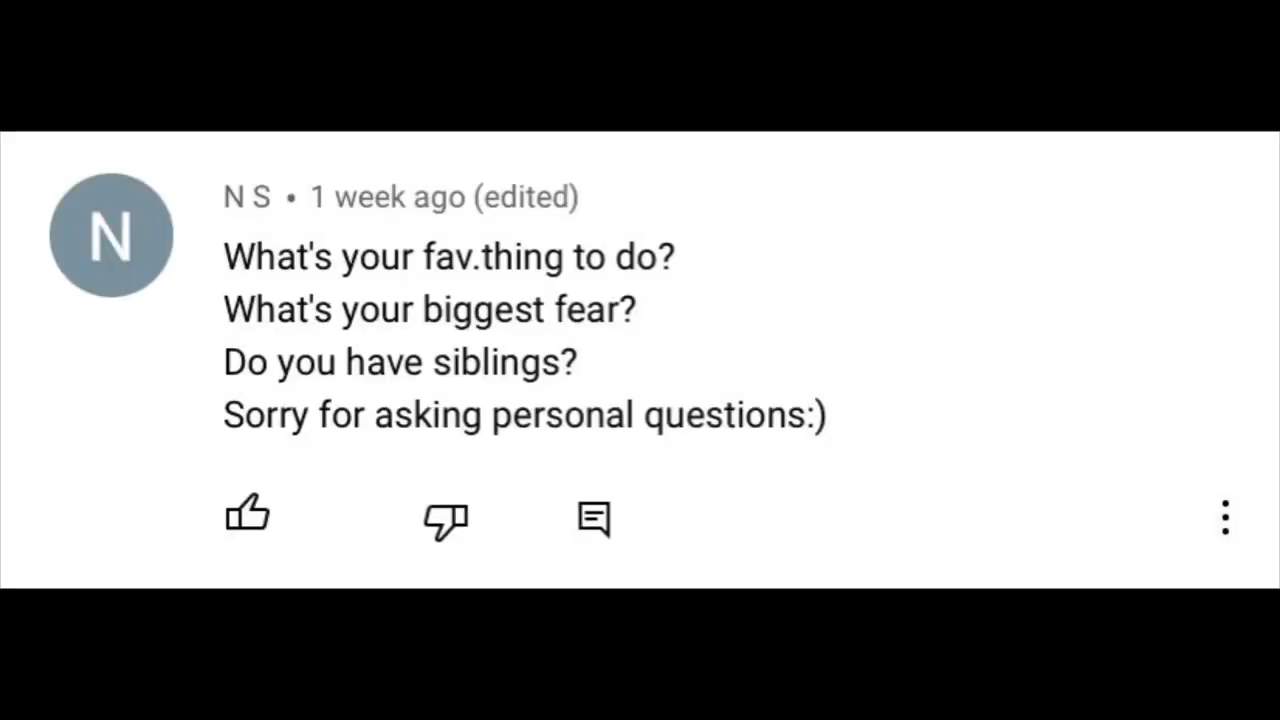 N
N S • 1 week ago (edited)
What's your fav.thing to do?
What's your biggest fear?
Do you have siblings?
Sorry for asking personal questions:)